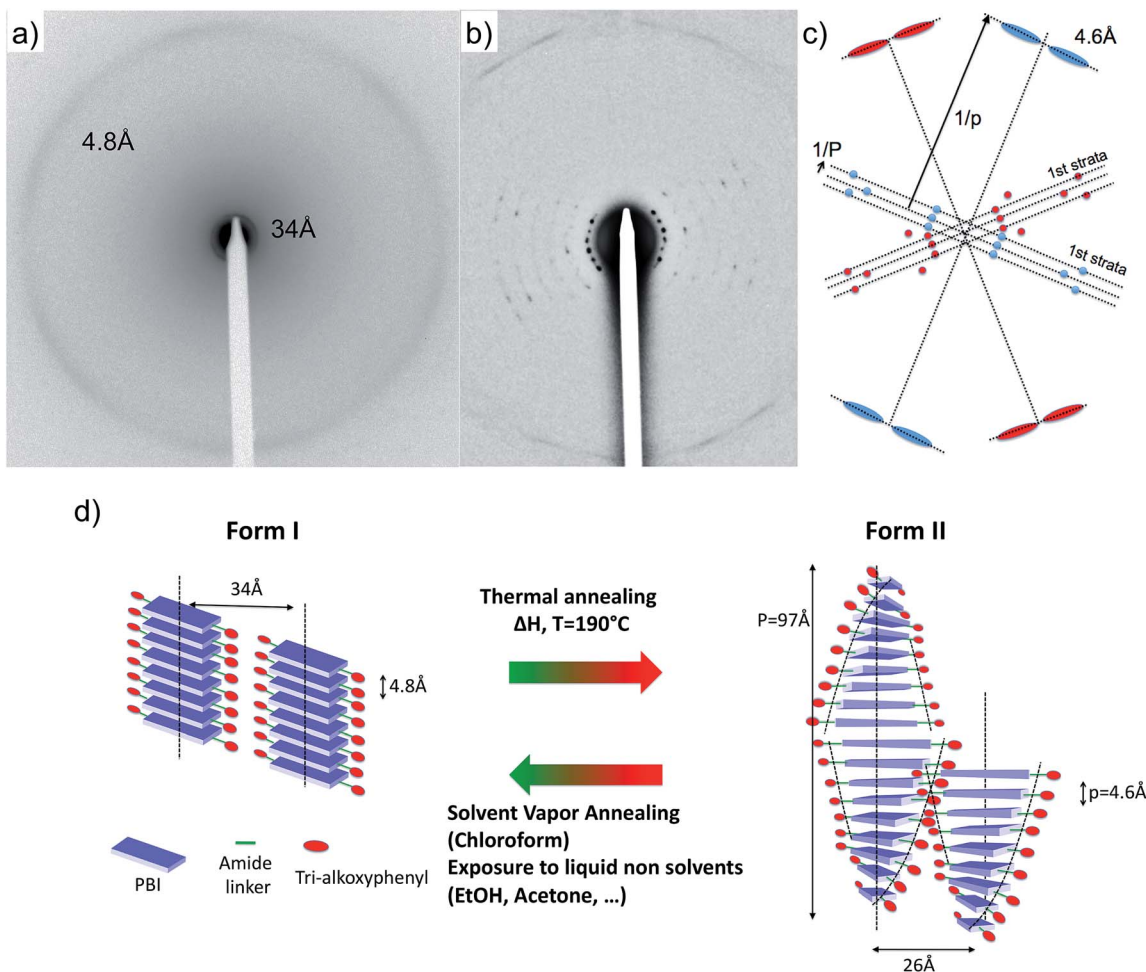 a)
4.8Å
34Å
b)
c)
4.6Å
1/p
1/P
1st strata
1st strata
d)
Form I
34Å
4.8Å
PBI
Amide
linker
Tri-alkoxyphenyl
Thermal annealing
ΔH, T=190°C
Solvent Vapor Annealing
(Chloroform)
Exposure to liquid non solvents
(EtOH, Acetone, ...)
Form II
P=97Å
p=4.6Å
26Å